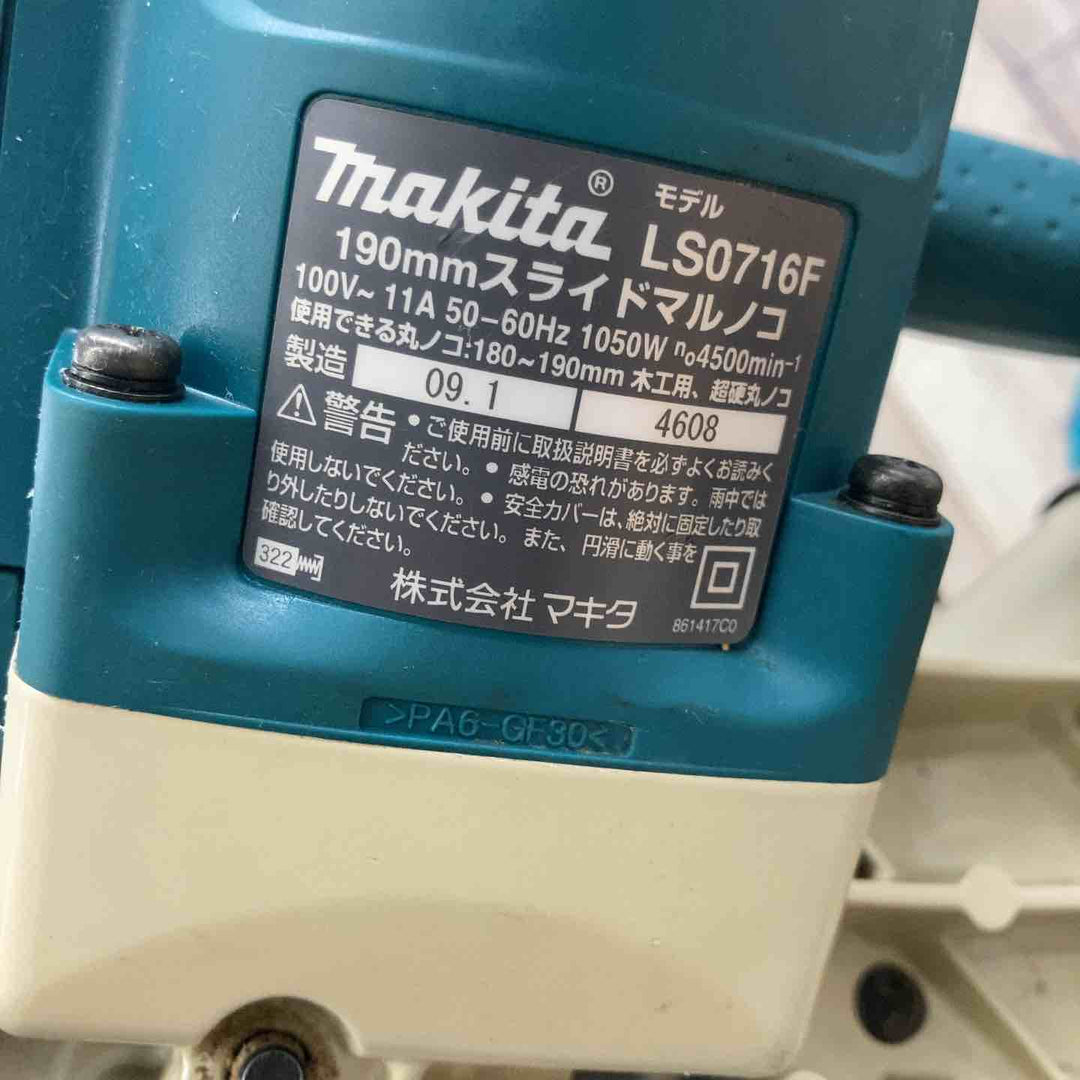 makita® モデル LS0716F
190mmスライドマルノコ
100V～ 11A 50-60Hz 1050W n₀4500min⁻¹
使用できる丸ノコ:180～190mm 木工用、超硬丸ノコ
製造 09.1 4608
⚠警告 •ご使用前に取扱説明書を必ずよくお読みく
ださい。• 感電の恐れがあります。雨中では
使用しないでください。• 安全カバーは、絶対に固定したり取
り外したりしないでください。また、円滑に動く事を
確認してください。
322
株式会社 マキタ
861417C0
>PA6-GF30<